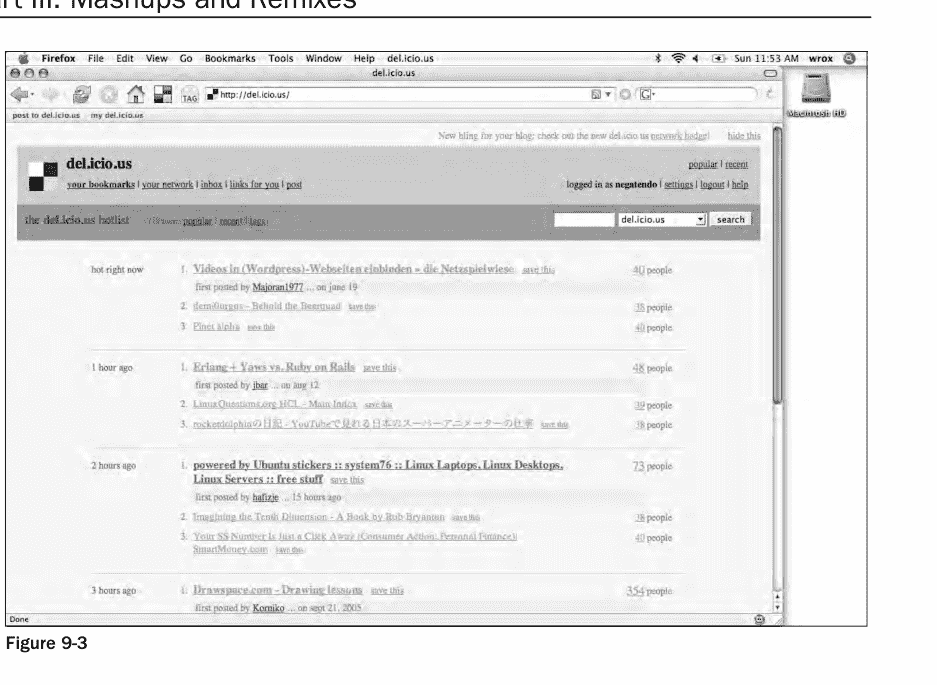 Part III: Mashups and Remixes
Firefox File Edit View Go Bookmarks Tools Window Help del.icio.us Sun 11:53 AM wrox
del.icio.us
TAG http://del.icio.us/ G
Macintosh HD
post to del.icio.us my del.icio.us
New bling for your blog: check out the new del.icio.us network badge! hide this
del.icio.us popular | recent
your bookmarks | your network | inbox | links for you | post logged in as negatendo | settings | logout | help
the del.icio.us hotlist popular | recent | tags del.icio.us search
hot right now 1. Videos in (Wordpress)-Webseiten einbinden » die Netzspielwiese save this 40 people
first posted by Majoran1977 ... on june 19
2. - Behold the save this 38 people
3. alpha save this 40 people
1 hour ago 1. Erlang + Yaws vs. Ruby on Rails save this 48 people
first posted by jbar ... on aug 12
2. LinuxQuestions.org HCL - Main Index save this 39 people
3. rockendolphinの日記 - YouTubeで見れる日本のスーパーアニメーターの仕事 save this 38 people
2 hours ago 1. powered by Ubuntu stickers :: system76 :: Linux Laptops, Linux Desktops, 73 people
Linux Servers :: free stuff save this
first posted by hafizje ... 15 hours ago
2. Imagining the Tenth Dimension - A Book by Rob Bryanton save this 38 people
3. Your SS Number Is Just a Click Away (Consumer Action: Personal Finance)| 40 people
SmartMoney.com save this
3 hours ago 1. Drawspace.com - Drawing lessons save this 354 people
first posted by Komiko ... on sept 21, 2005
Done
Figure 9-3